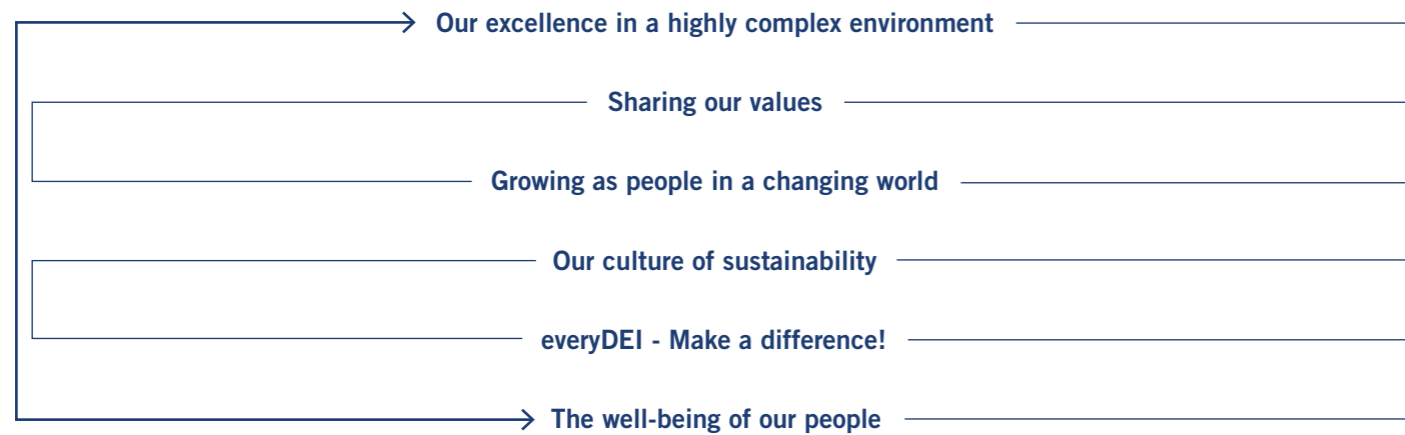 Our excellence in a highly complex environment
Sharing our values
Growing as people in a changing world
Our culture of sustainability
everyDEI - Make a difference!
The well-being of our people